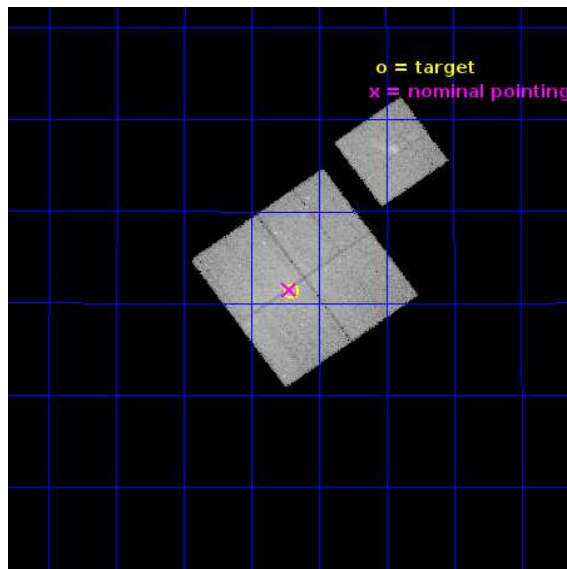 o = target
x = nominal pointing